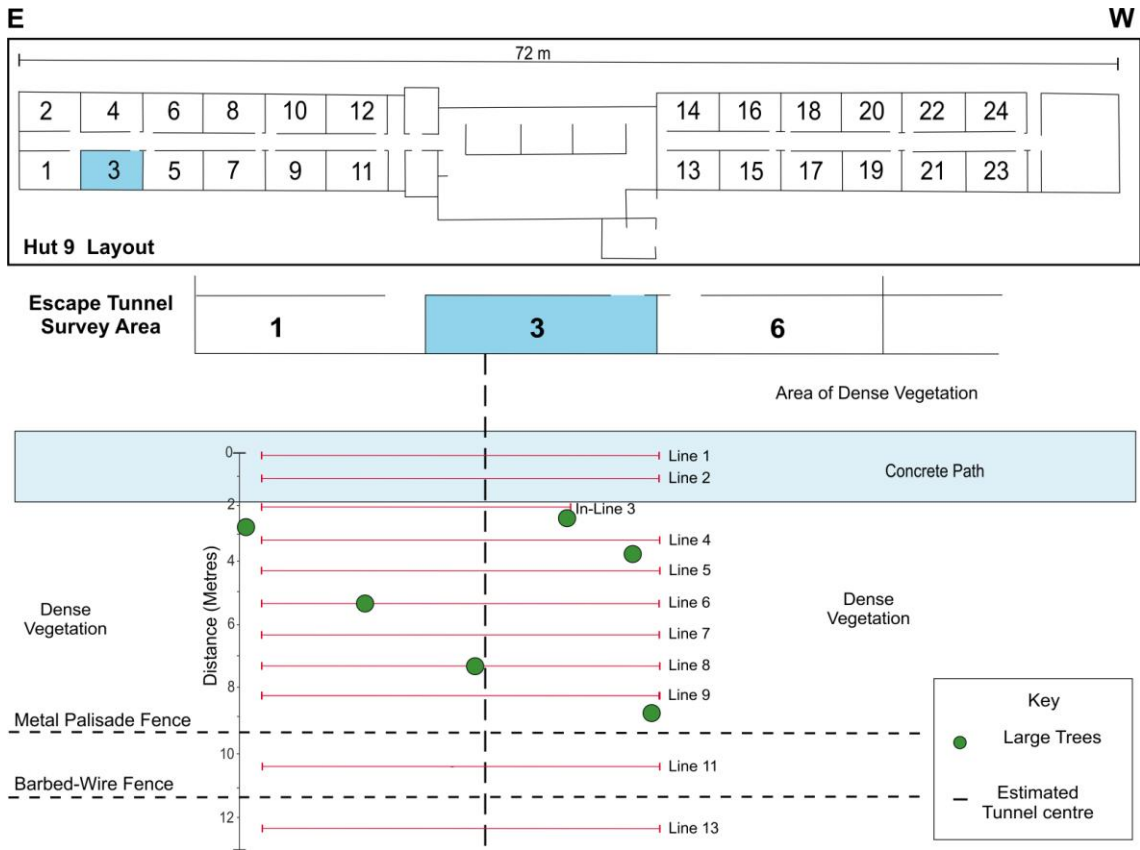 E
W
72 m
2 4 6 8 10 12 14 16 18 20 22 24
1 3 5 7 9 11 13 15 17 19 21 23
Hut 9 Layout
Escape Tunnel
Survey Area
1 3 6
Area of Dense Vegetation
0
Line 1
Line 2
Concrete Path
2
In-Line 3
Line 4
4
Line 5
Line 6
6
Line 7
Line 8
8
Line 9
10
Line 11
12
Line 13
Distance (Metres)
Dense
Vegetation
Dense
Vegetation
Metal Palisade Fence
Barbed-Wire Fence
Key
Large Trees
Estimated
Tunnel centre